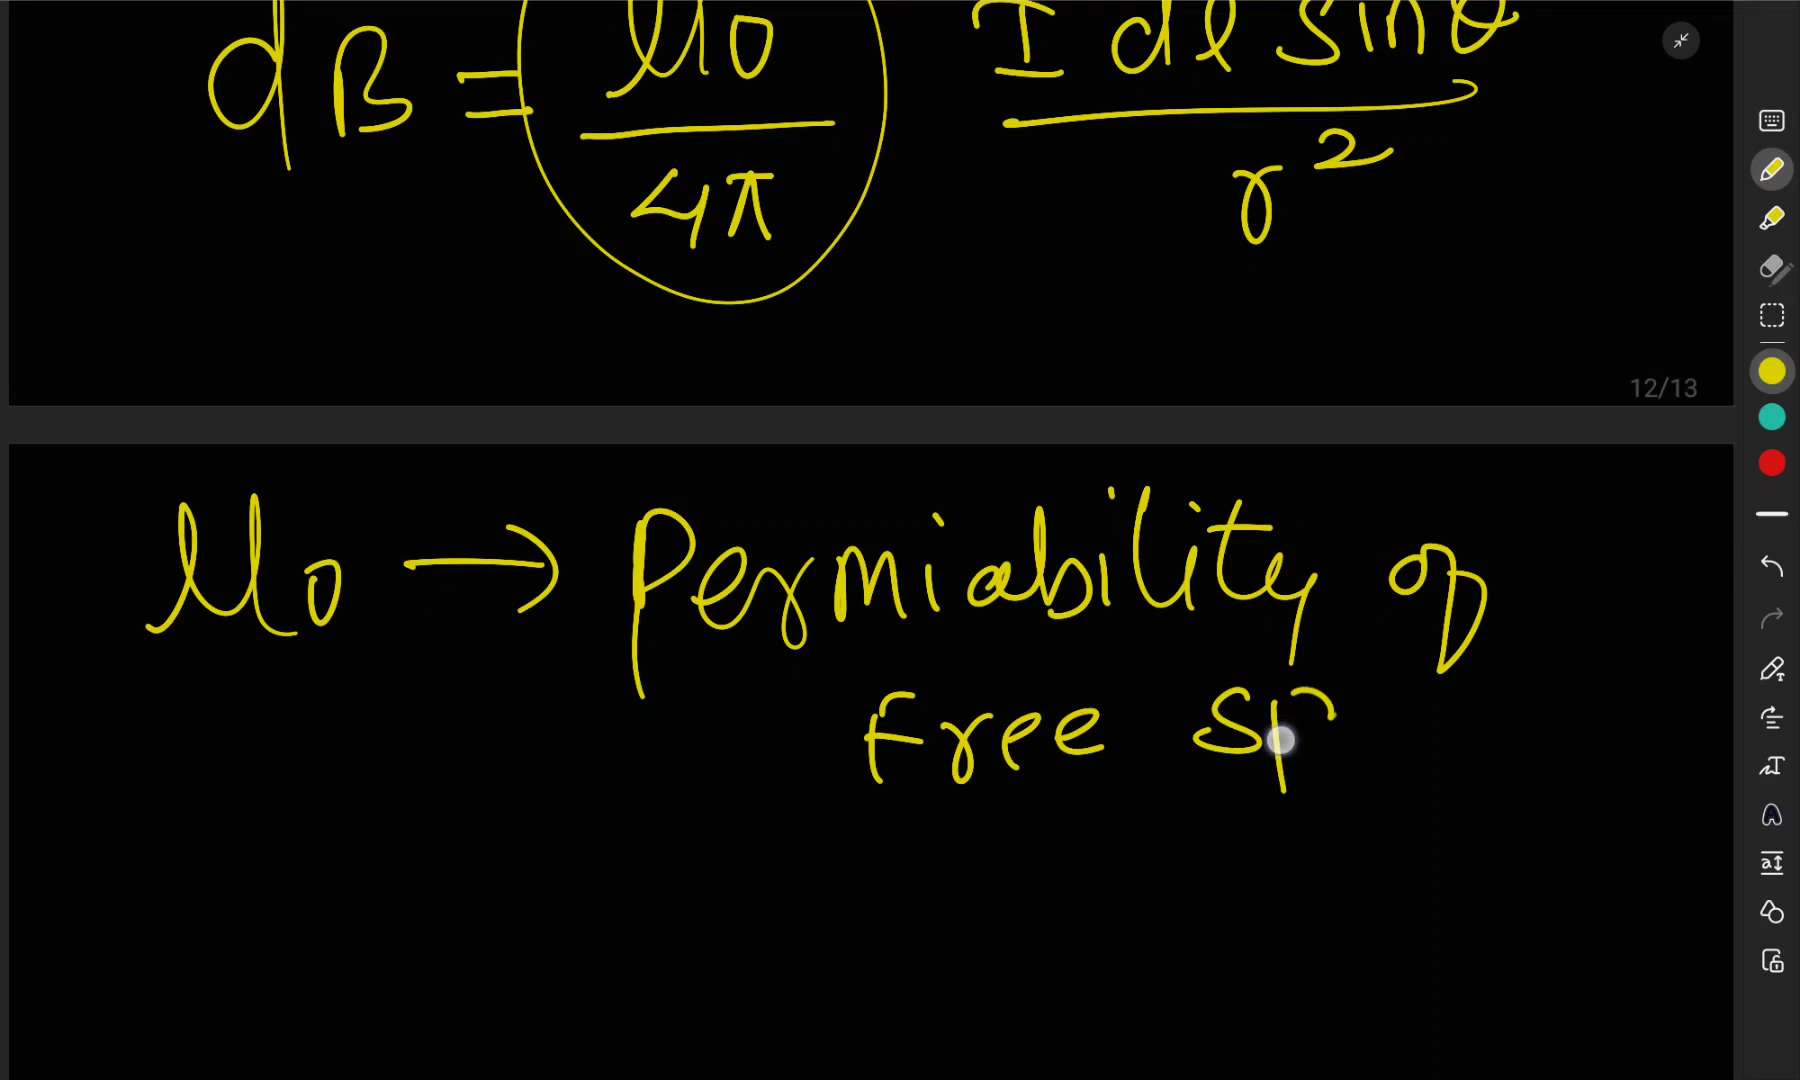 dB = μ0/4π I dl sinθ/r²
12/13
μ0 → Permiability of
Free Sp